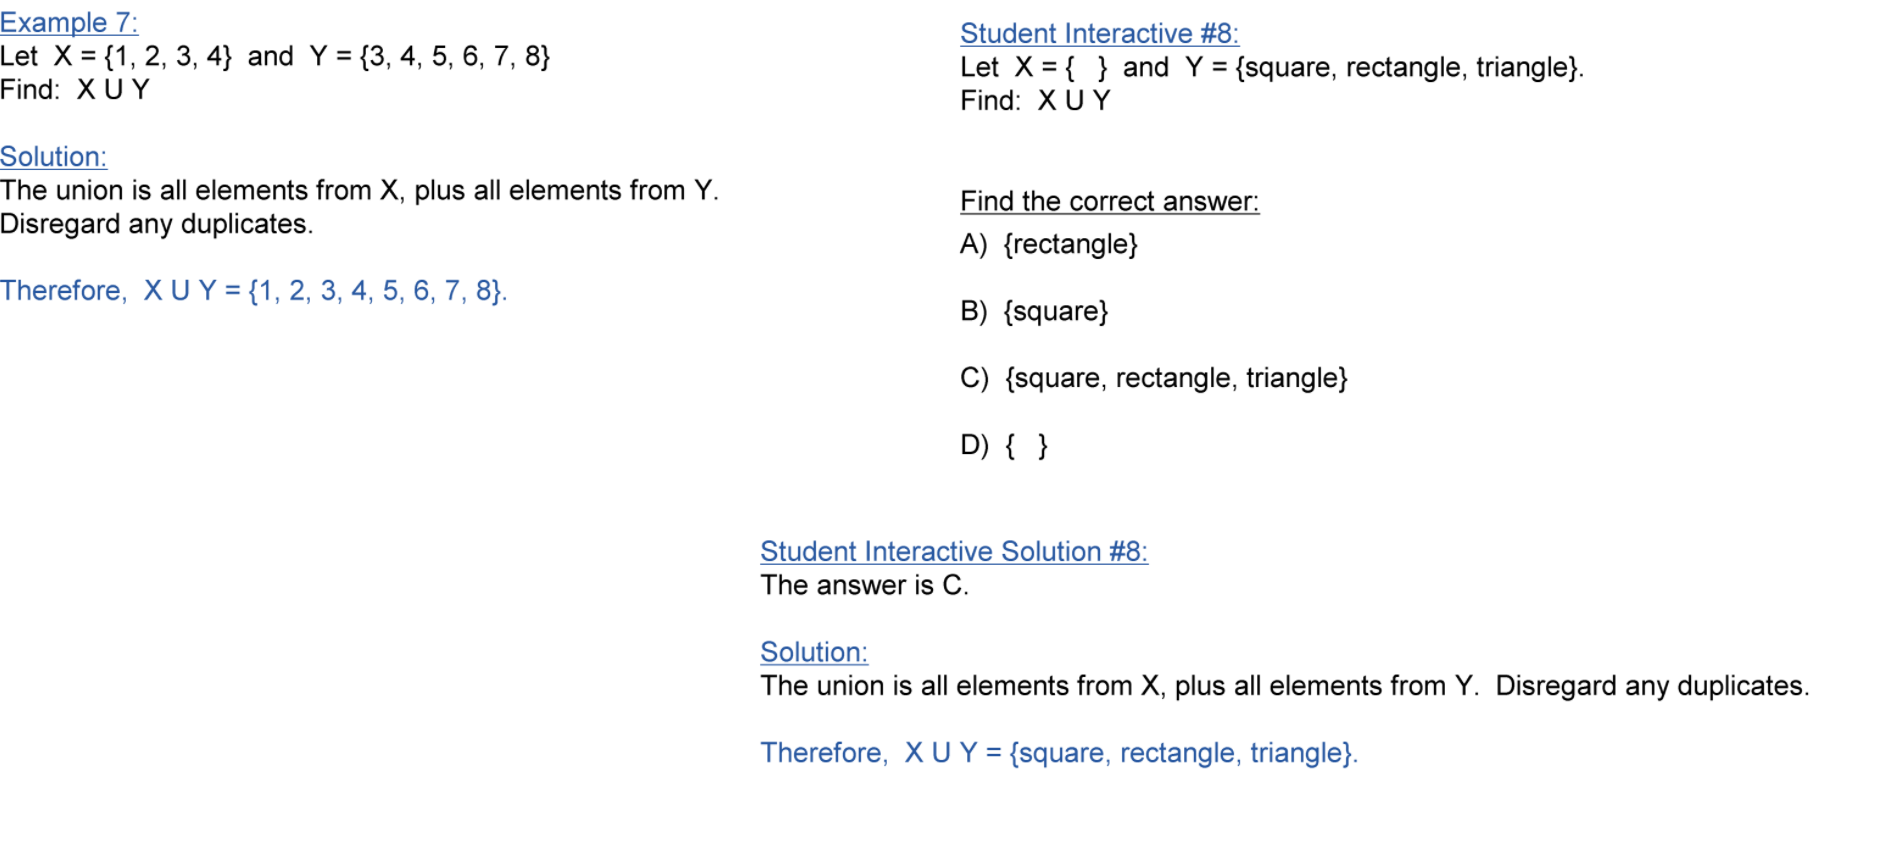 Example 7:
Let X = {1, 2, 3, 4} and Y = {3, 4, 5, 6, 7, 8}
Find: X U Y
Solution:
The union is all elements from X, plus all elements from Y.
Disregard any duplicates.
Therefore, X U Y = {1, 2, 3, 4, 5, 6, 7, 8}.
Student Interactive #8:
Let X = { } and Y = {square, rectangle, triangle}.
Find: X U Y
Find the correct answer:
A) {rectangle}
B) {square}
C) {square, rectangle, triangle}
D) { }
Student Interactive Solution #8:
The answer is C.
Solution:
The union is all elements from X, plus all elements from Y. Disregard any duplicates.
Therefore, X U Y = {square, rectangle, triangle}.